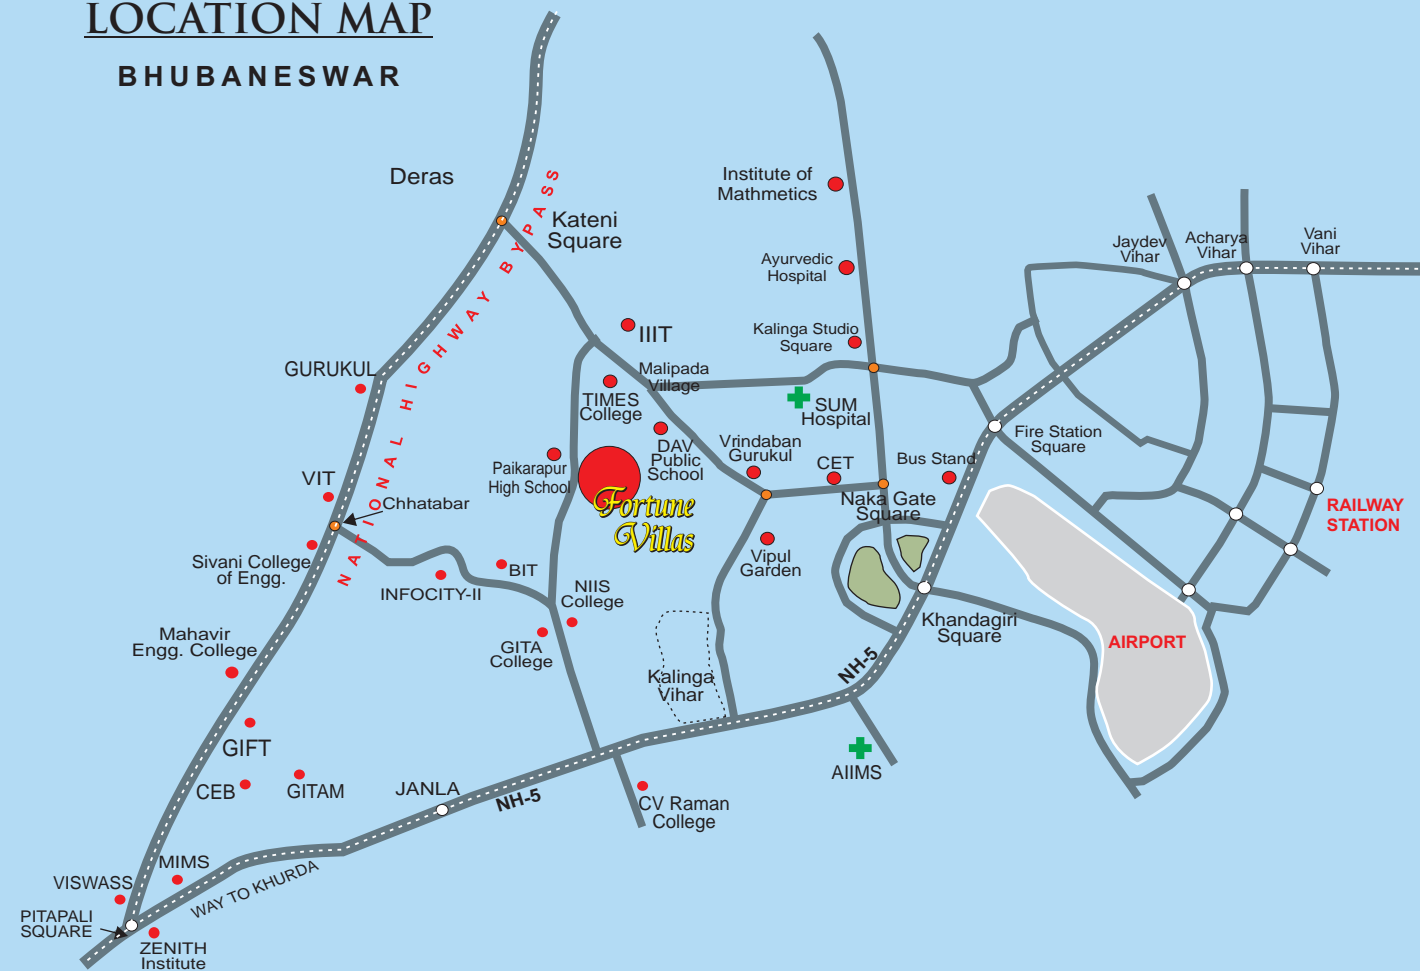 LOCATION MAP
BHUBANESWAR
Deras
NATIONAL HIGHWAY BYPASS
Kateni
Square
Institute of
Mathmetics
Ayurvedic
Hospital
Kalinga Studio
Square
Jaydev
Vihar
Acharya
Vihar
Vani
Vihar
IIIT
GURUKUL
Malipada
Village
TIMES
College
SUM
Hospital
DAV
Public
School
Vrindaban
Gurukul
CET
Bus Stand
Fire Station
Square
Paikarapur
High School
VIT
Chhatabar
Naka Gate
Square
RAILWAY
STATION
Fortune
Villas
Sivani College
of Engg.
Vipul
Garden
BIT
INFOCITY-II
NIIS
College
GITA
College
Khandagiri
Square
AIRPORT
Mahavir
Engg. College
Kalinga
Vihar
NH-5
GIFT
AIIMS
CEB
GITAM
JANLA
NH-5
CV Raman
College
MIMS
VISWASS
WAY TO KHURDA
PITAPALI
SQUARE
ZENITH
Institute